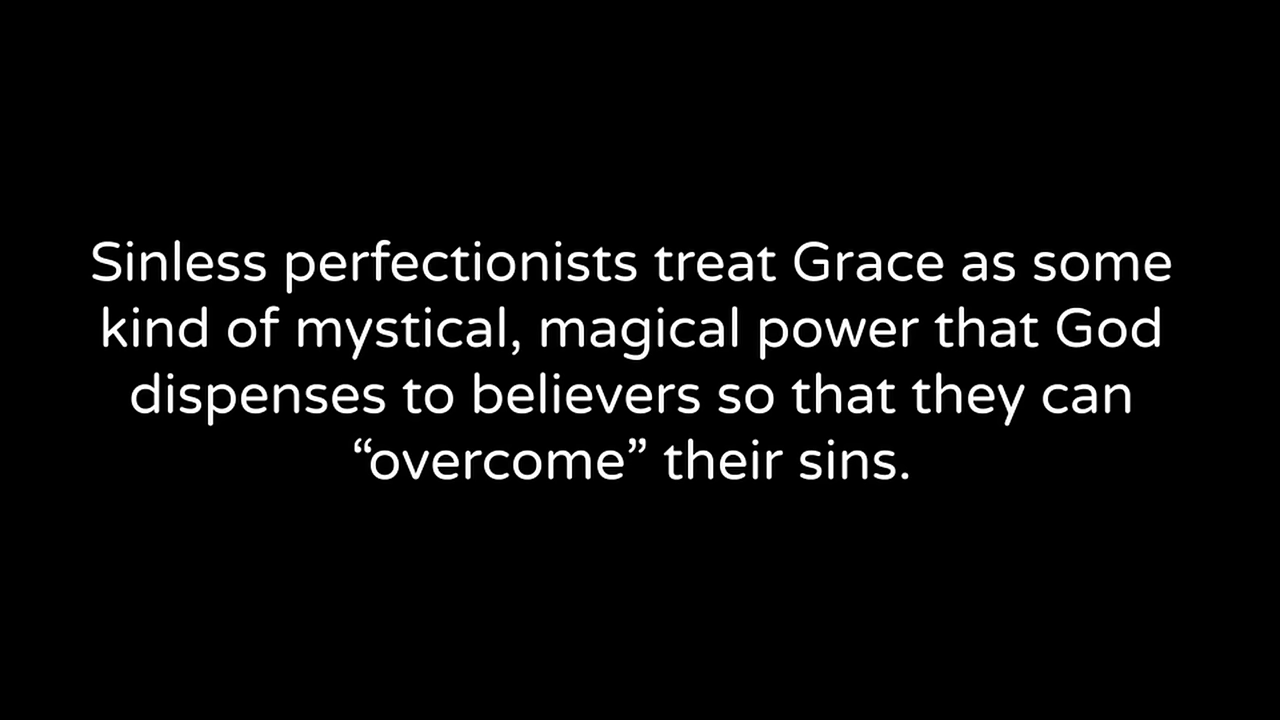 Sinless perfectionists treat Grace as some
kind of mystical, magical power that God
dispenses to believers so that they can
“overcome” their sins.